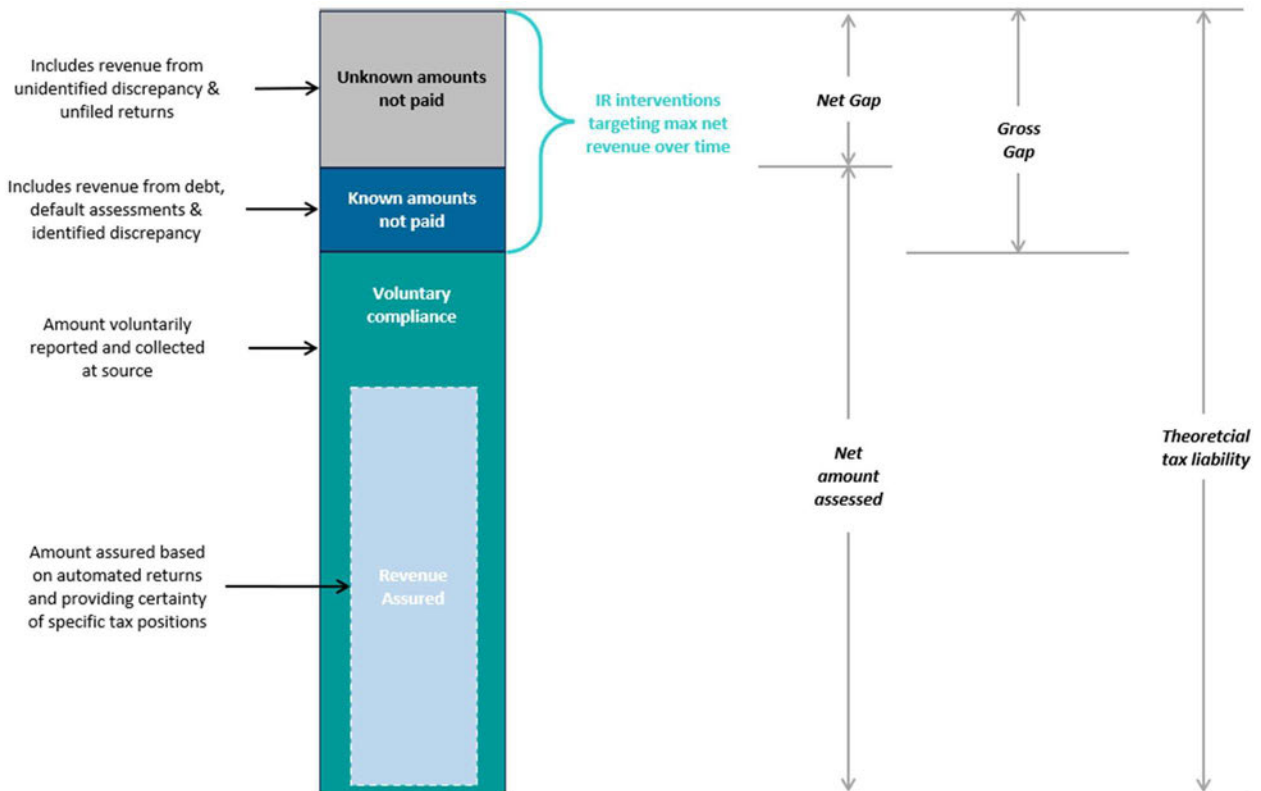 Includes revenue from
unidentified discrepancy &
unfiled returns
Unknown amounts
not paid
IR interventions
targeting max net
revenue over time
Net Gap
Gross
Gap
Includes revenue from debt,
default assessments &
identified discrepancy
Known amounts
not paid
Voluntary
compliance
Amount voluntarily
reported and collected
at source
Net
amount
assessed
Theoretcial
tax liability
Amount assured based
on automated returns
and providing certainty
of specific tax positions
Revenue
Assured